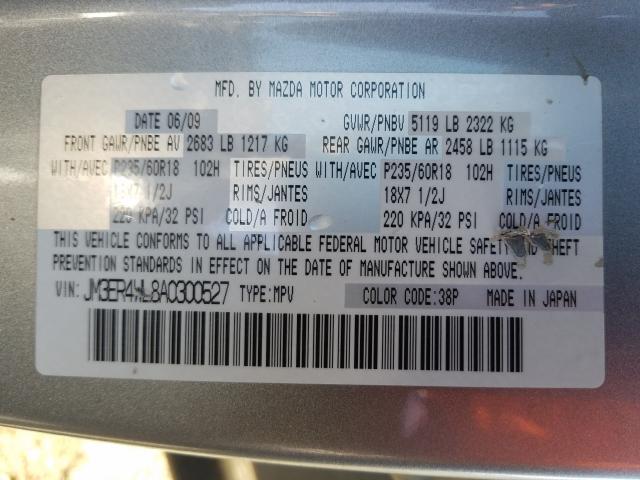 MFD. BY MAZDA MOTOR CORPORATION
DATE 06/09 GVWR/PNBV 5119 LB 2322 KG
FRONT GAWR/PNBE AV 2683 LB 1217 KG REAR GAWR/PNBE AR 2458 LB 1115 KG
WITH/AVEC P235/60R18 102H TIRES/PNEUS WITH/AVEC P235/60R18 102H TIRES/PNEUS
18X7 1/2J RIMS/JANTES 18X7 1/2J RIMS/JANTES
220 KPA/32 PSI COLD/A FROID 220 KPA/32 PSI COLD/A FROID
THIS VEHICLE CONFORMS TO ALL APPLICABLE FEDERAL MOTOR VEHICLE SAFETY AND THEFT
PREVENTION STANDARDS IN EFFECT ON THE DATE OF MANUFACTURE SHOWN ABOVE.
VIN: JM3ER4WL8A0300527 TYPE:MPV COLOR CODE:38P MADE IN JAPAN